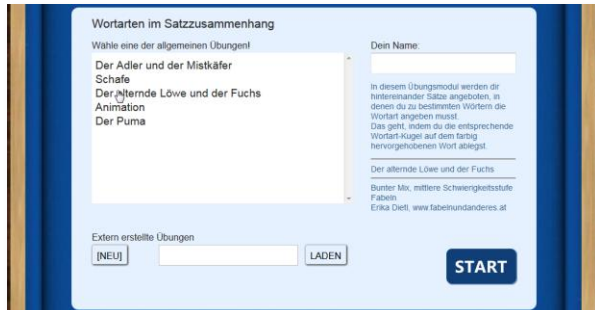 Wortarten im Satzzusammenhang
Wähle eine der allgemeinen Übungen!
Der Adler und der Mistkäfer
Schafe
Der alternde Löwe und der Fuchs
Animation
Der Puma
Extern erstellte Übungen
[NEU]
LADEN
Dein Name:
In diesem Übungsmodul werden dir
hintereinander Sätze angeboten, in
denen du zu bestimmten Wörtern die
Wortart angeben musst.
Das geht, indem du die entsprechende
Wortart-Kugel auf dem farbig
hervorgehobenen Wort ablegst.
Der alternde Löwe und der Fuchs
Bunter Mix, mittlere Schwierigkeitsstufe
Fabeln
Erika Dietl, www.fabelnundanderes.at
START